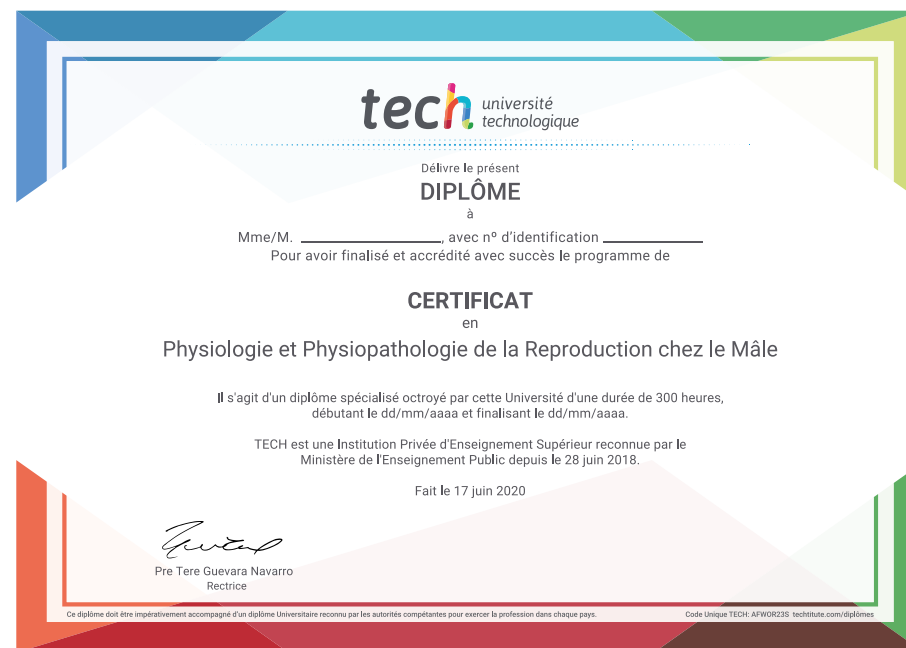 tech université
technologique
Délivre le présent
DIPLÔME
à
Mme/M. ____________________, avec nº d'identification ______________
Pour avoir finalisé et accrédité avec succès le programme de
CERTIFICAT
en
Physiologie et Physiopathologie de la Reproduction chez le Mâle
Il s'agit d'un diplôme spécialisé octroyé par cette Université d'une durée de 300 heures,
débutant le dd/mm/aaaa et finalisant le dd/mm/aaaa.
TECH est une Institution Privée d'Enseignement Supérieur reconnue par le
Ministère de l'Enseignement Public depuis le 28 juin 2018.
Fait le 17 juin 2020
Pre Tere Guevara Navarro
Rectrice
Ce diplôme doit être impérativement accompagné d'un diplôme Universitaire reconnu par les autorités compétentes pour exercer la profession dans chaque pays.
Code Unique TECH: AFWOR23S techtitute.com/diplômes